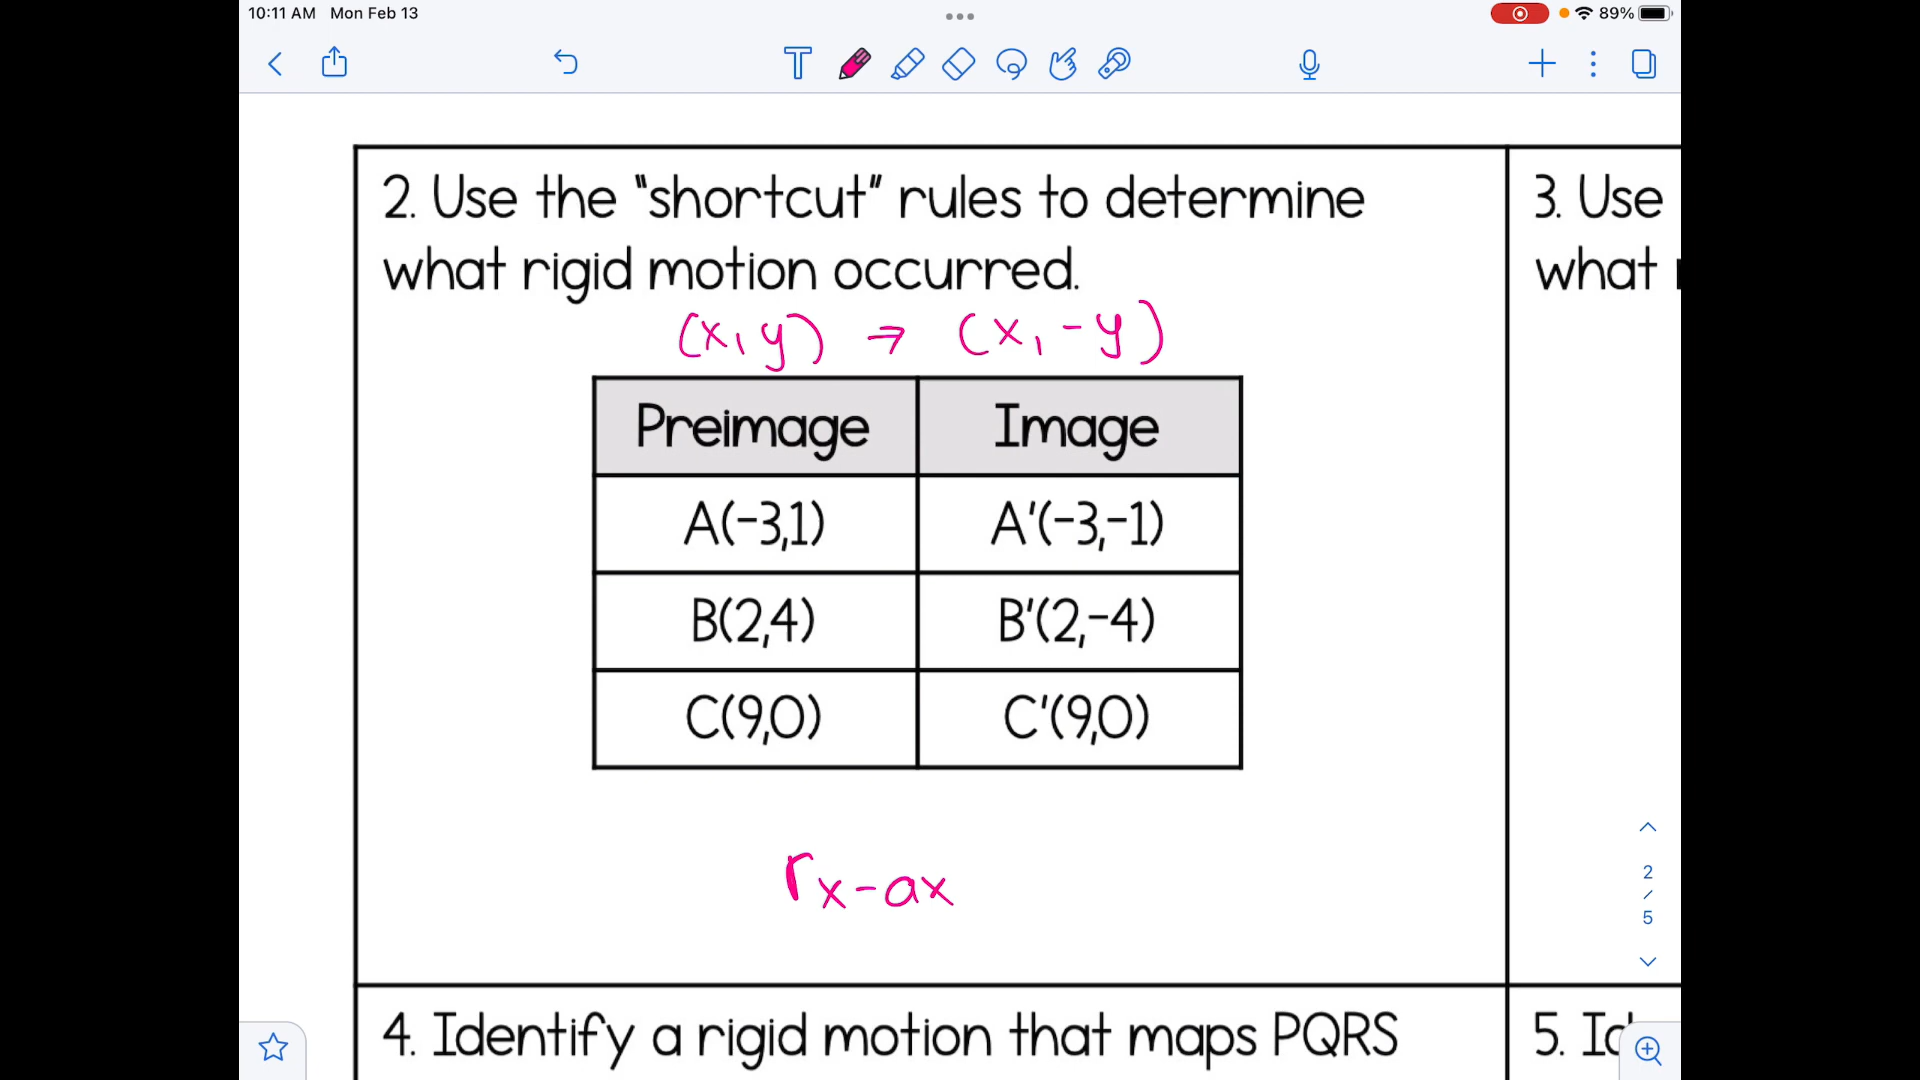 10:11 AM Mon Feb 13
89%
T
2. Use the "shortcut" rules to determine
what rigid motion occurred.
(x,y) → (x,-y)
Preimage Image
A(-3,1) A'(-3,-1)
B(2,4) B'(2,-4)
C(9,0) C'(9,0)
rx-ax
3. Use
what
2
/
5
4. Identify a rigid motion that maps PQRS
5.